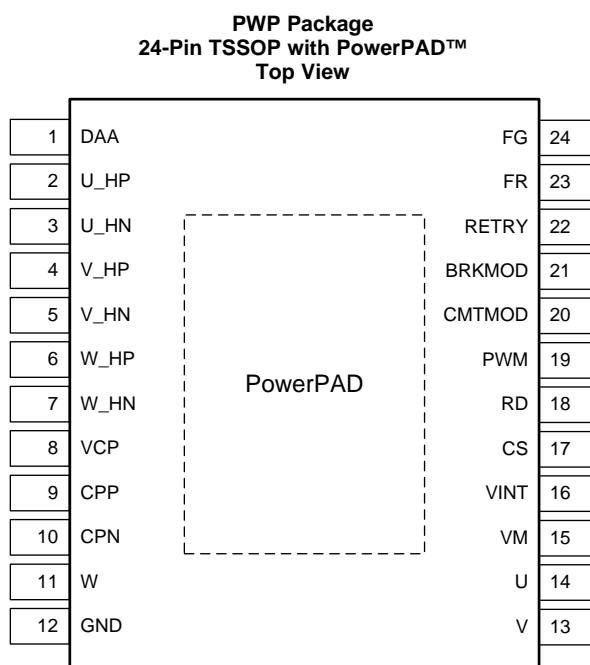 PWP Package
24-Pin TSSOP with PowerPAD™
Top View
1 DAA FG 24
2 U_HP FR 23
3 U_HN RETRY 22
4 V_HP BRKMOD 21
5 V_HN CMTMOD 20
6 W_HP PWM 19
PowerPAD
7 W_HN RD 18
8 VCP CS 17
9 CPP VINT 16
10 CPN VM 15
11 W U 14
12 GND V 13